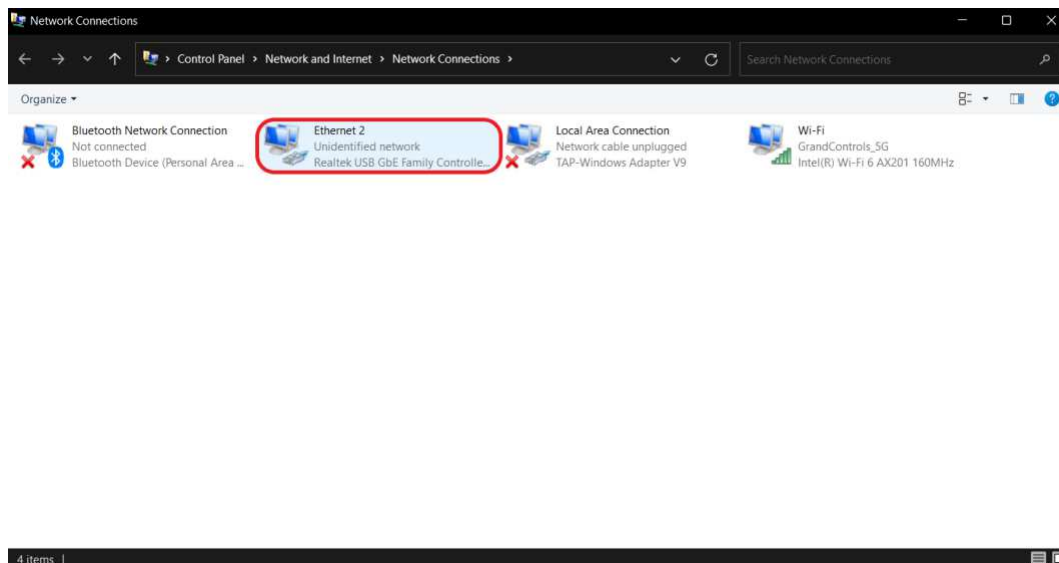 Network Connections
Control Panel > Network and Internet > Network Connections >
Search Network Connections
Organize
Bluetooth Network Connection
Not connected
Bluetooth Device (Personal Area ...
Ethernet 2
Unidentified network
Realtek USB GbE Family Controlle...
Local Area Connection
Network cable unplugged
TAP-Windows Adapter V9
Wi-Fi
GrandControls_5G
Intel(R) Wi-Fi 6 AX201 160MHz
4 items